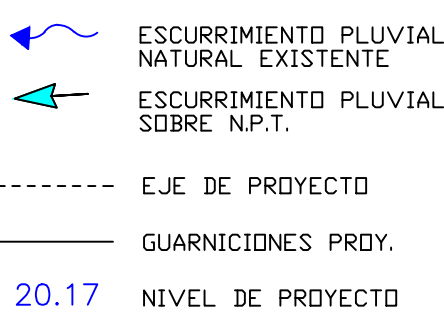 ESCURRIMIENTO PLUVIAL
NATURAL EXISTENTE
ESCURRIMIENTO PLUVIAL
SOBRE N.P.T.
EJE DE PROYECTO
GUARNICIONES PROY.
20.17 NIVEL DE PROYECTO